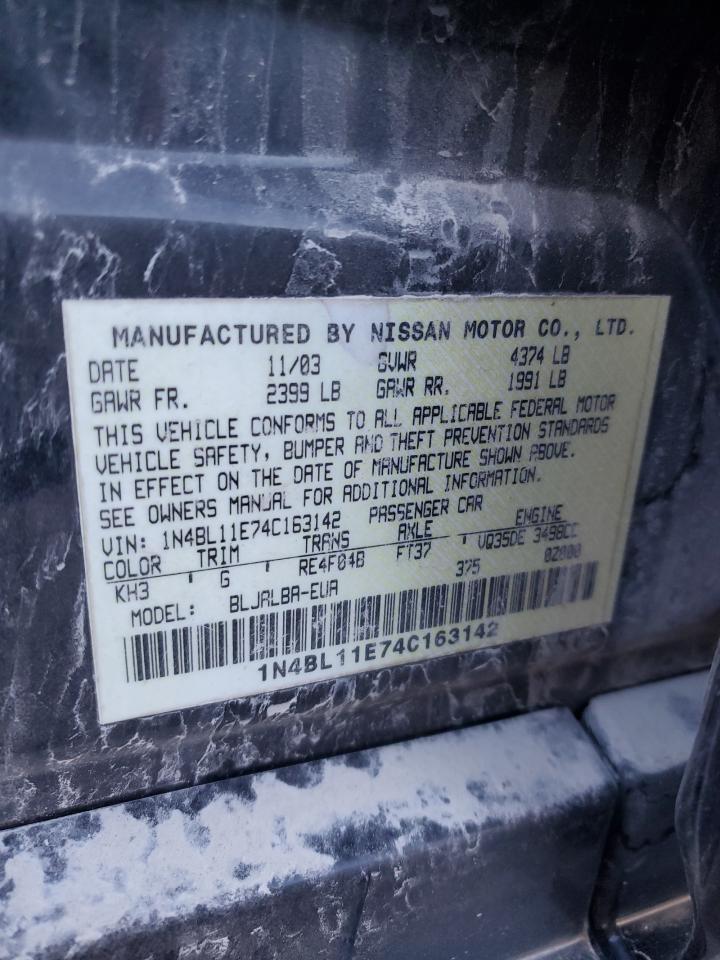 MANUFACTURED BY NISSAN MOTOR CO., LTD.
DATE 11/03 GVWR 4374 LB
GAWR FR. 2399 LB GAWR RR. 1991 LB
THIS VEHICLE CONFORMS TO ALL APPLICABLE FEDERAL MOTOR
VEHICLE SAFETY, BUMPER AND THEFT PREVENTION STANDARDS
IN EFFECT ON THE DATE OF MANUFACTURE SHOWN ABOVE.
SEE OWNERS MANUAL FOR ADDITIONAL INFORMATION.
VIN: 1N4BL11E74C163142 PASSENGER CAR
COLOR TRIM TRANS AXLE ENGINE
KH3 G RE4F04B FT37 VQ35DE 3498CC
MODEL: BLJRLBA-EUA 375 02000
1N4BL11E74C163142